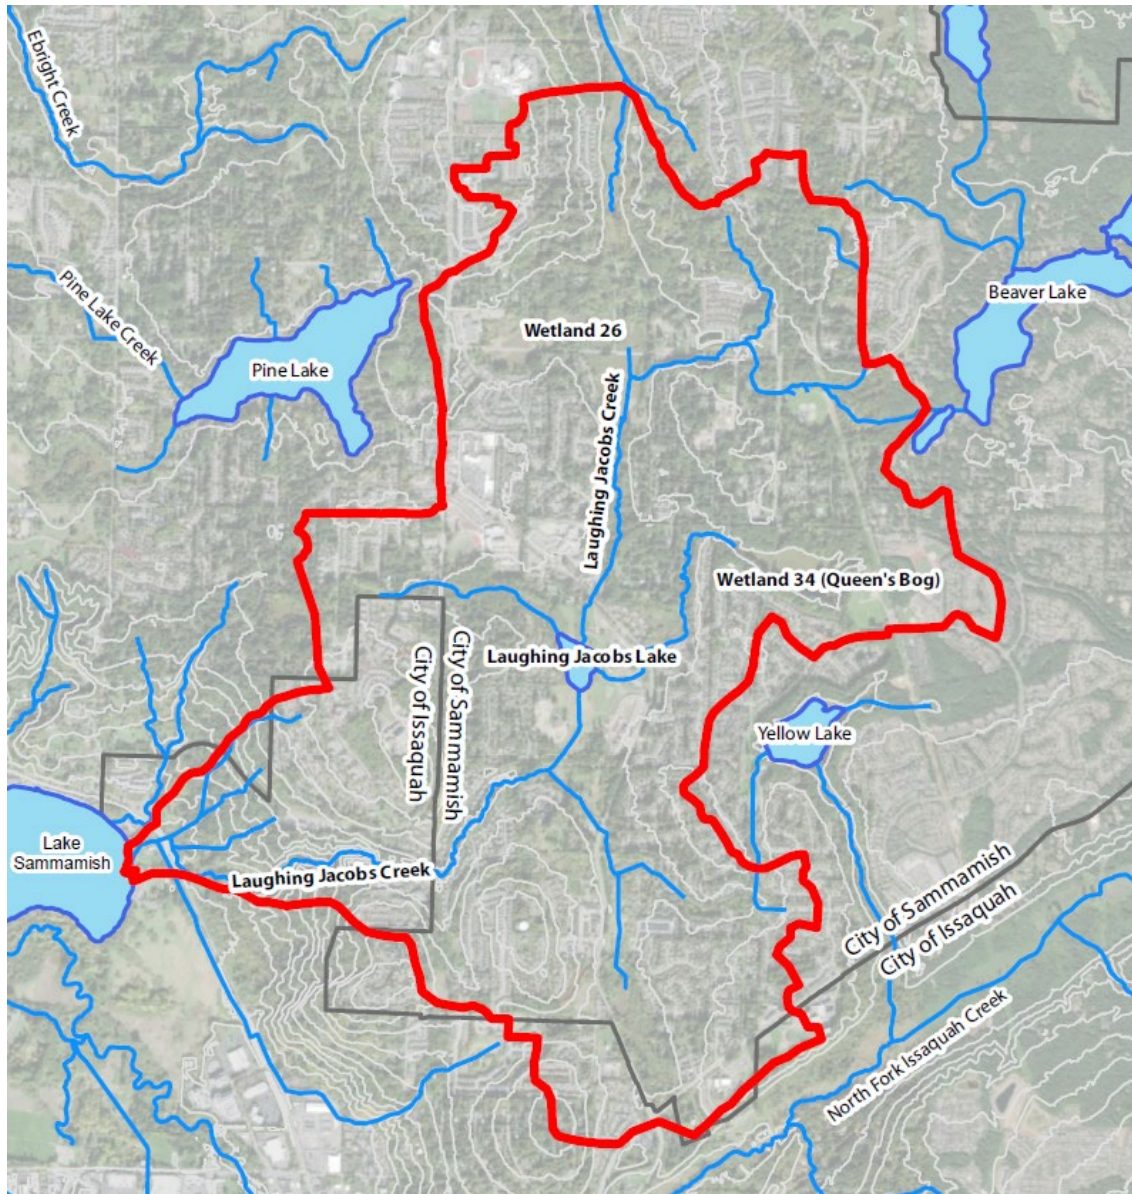 Ebright Creek
Pine Lake Creek
Pine Lake
Beaver Lake
Wetland 26
Laughing Jacobs Creek
Wetland 34 (Queen's Bog)
Laughing Jacobs Lake
City of Issaquah
City of Sammamish
Yellow Lake
Lake
Sammamish
Laughing Jacobs Creek
City of Sammamish
City of Issaquah
North Fork Issaquah Creek